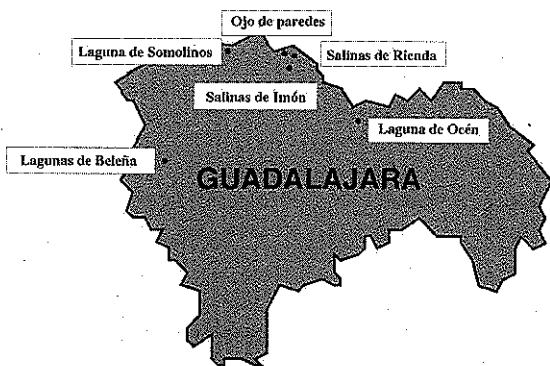 Ojo de paredes
Laguna de Somolinos
Salinas de Rienda
Salinas de Imón
Laguna de Océn
Lagunas de Beleña
GUADALAJARA